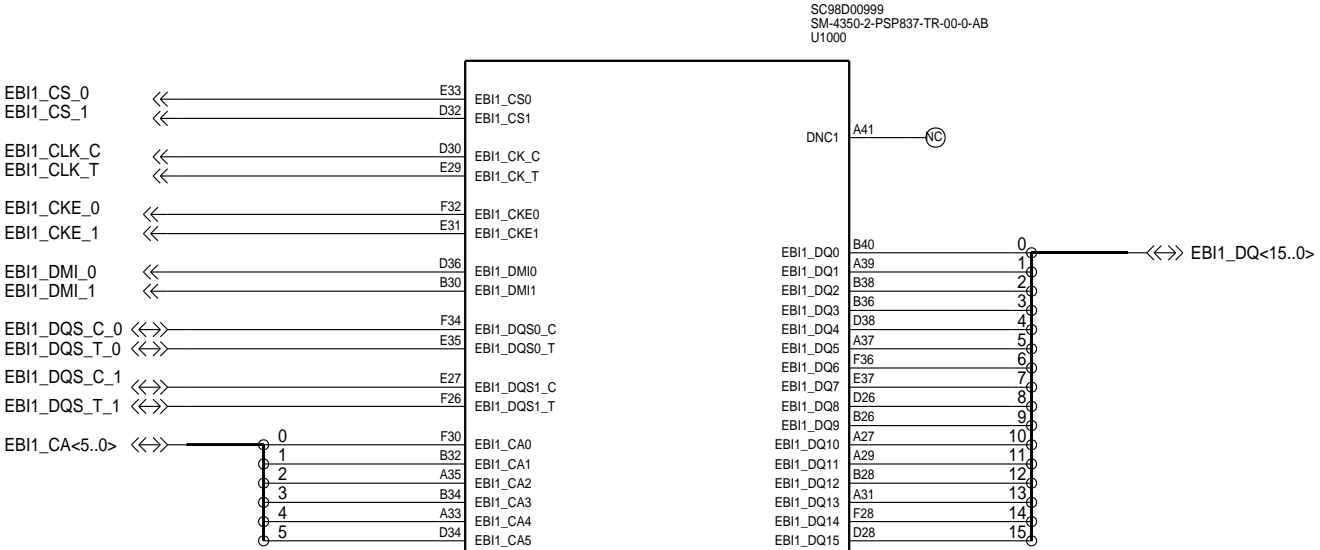 SC98D00999
SM-4350-2-PSP837-TR-00-0-AB
U1000
EBI1_CS_0 E33 EBI1_CS0
EBI1_CS_1 D32 EBI1_CS1
DNC1 A41 NC
EBI1_CLK_C D30 EBI1_CK_C
EBI1_CLK_T E29 EBI1_CK_T
EBI1_CKE_0 F32 EBI1_CKE0
EBI1_CKE_1 E31 EBI1_CKE1
EBI1_DQ0 B40 0 EBI1_DQ<15..0>
EBI1_DMI_0 D36 EBI1_DMI0 EBI1_DQ1 A39 1
EBI1_DMI_1 B30 EBI1_DMI1 EBI1_DQ2 B38 2
EBI1_DQ3 B36 3
EBI1_DQS_C_0 F34 EBI1_DQS0_C EBI1_DQ4 D38 4
EBI1_DQS_T_0 E35 EBI1_DQS0_T EBI1_DQ5 A37 5
EBI1_DQ6 F36 6
EBI1_DQS_C_1 E27 EBI1_DQS1_C EBI1_DQ7 E37 7
EBI1_DQS_T_1 F26 EBI1_DQS1_T EBI1_DQ8 D26 8
EBI1_DQ9 B26 9
EBI1_CA<5..0> 0 F30 EBI1_CA0 EBI1_DQ10 A27 10
1 B32 EBI1_CA1 EBI1_DQ11 A29 11
2 A35 EBI1_CA2 EBI1_DQ12 B28 12
3 B34 EBI1_CA3 EBI1_DQ13 A31 13
4 A33 EBI1_CA4 EBI1_DQ14 F28 14
5 D34 EBI1_CA5 EBI1_DQ15 D28 15